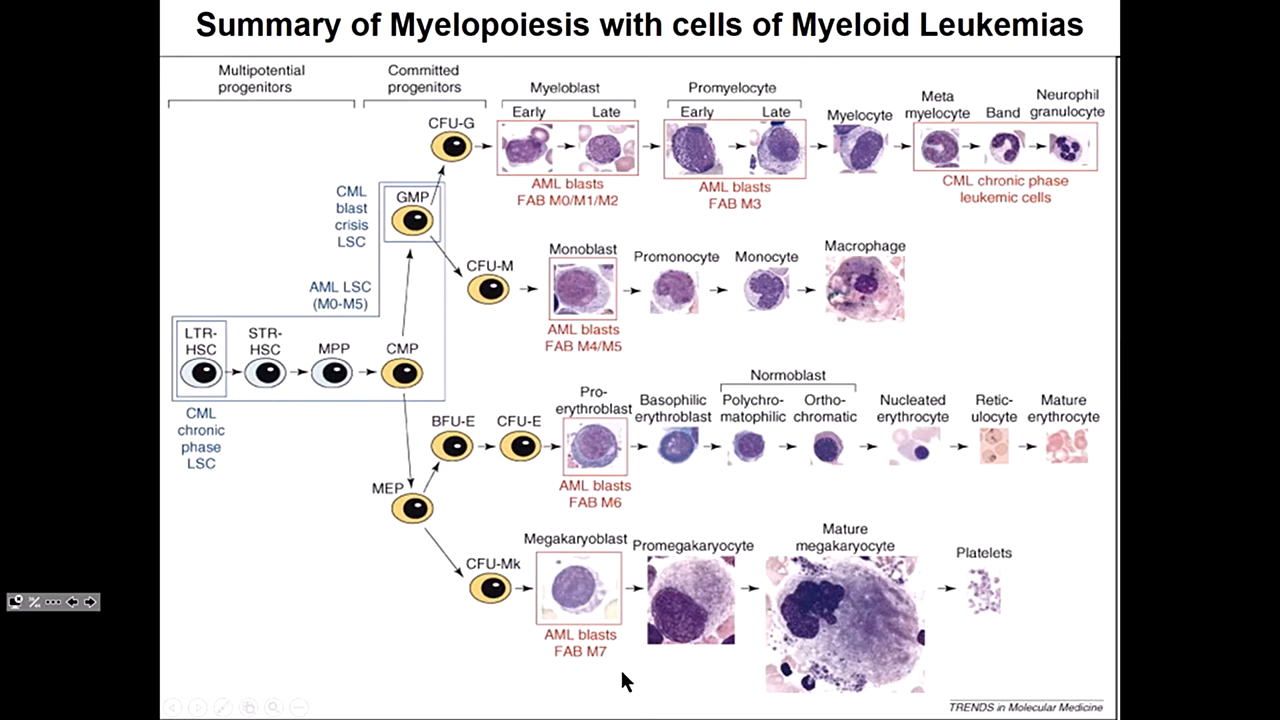 Summary of Myelopoiesis with cells of Myeloid Leukemias
Multipotential
progenitors
Committed
progenitors
Myeloblast
Early
Late
Promyelocyte
Early
Late
Myelocyte
Meta
myelocyte
Band
Neurophil
granulocyte
CFU-G
AML blasts
FAB M0/M1/M2
AML blasts
FAB M3
CML chronic phase
leukemic cells
CML
blast
crisis
LSC
GMP
AML LSC
(M0-M5)
CFU-M
Monoblast
Promonocyte
Monocyte
Macrophage
AML blasts
FAB M4/M5
LTR-
HSC
STR-
HSC
MPP
CMP
CML
chronic
phase
LSC
BFU-E
CFU-E
Pro-
erythroblast
Basophilic
erythroblast
Normoblast
Polychro-
matophilic
Ortho-
chromatic
Nucleated
erythrocyte
Retic-
ulocyte
Mature
erythrocyte
AML blasts
FAB M6
MEP
CFU-Mk
Megakaryoblast
Promegakaryocyte
Mature
megakaryocyte
Platelets
AML blasts
FAB M7
TRENDS in Molecular Medicine